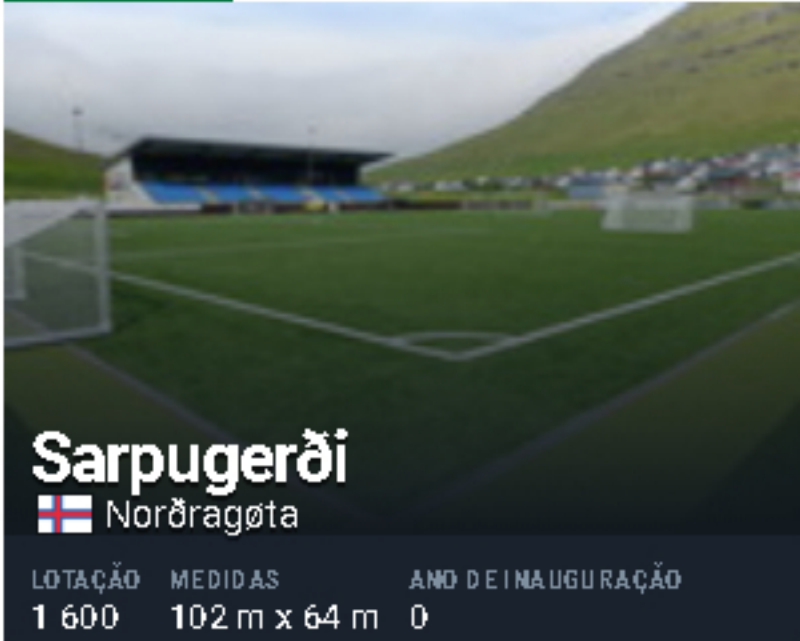 Sarpugerði
Norðragøta
LOTAÇÃO MEDIDAS ANO DE INAUGURAÇÃO
1 600 102 m x 64 m 0